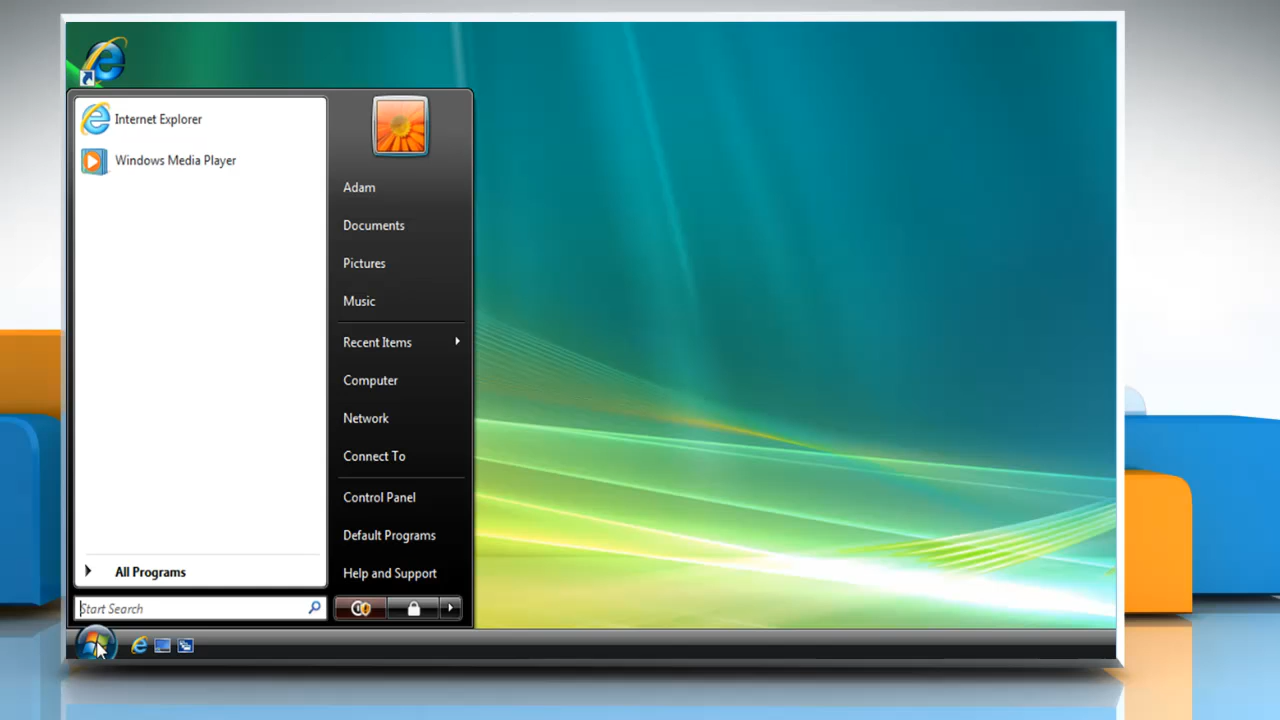 Internet Explorer
Windows Media Player
All Programs
Start Search
Adam
Documents
Pictures
Music
Recent Items
Computer
Network
Connect To
Control Panel
Default Programs
Help and Support